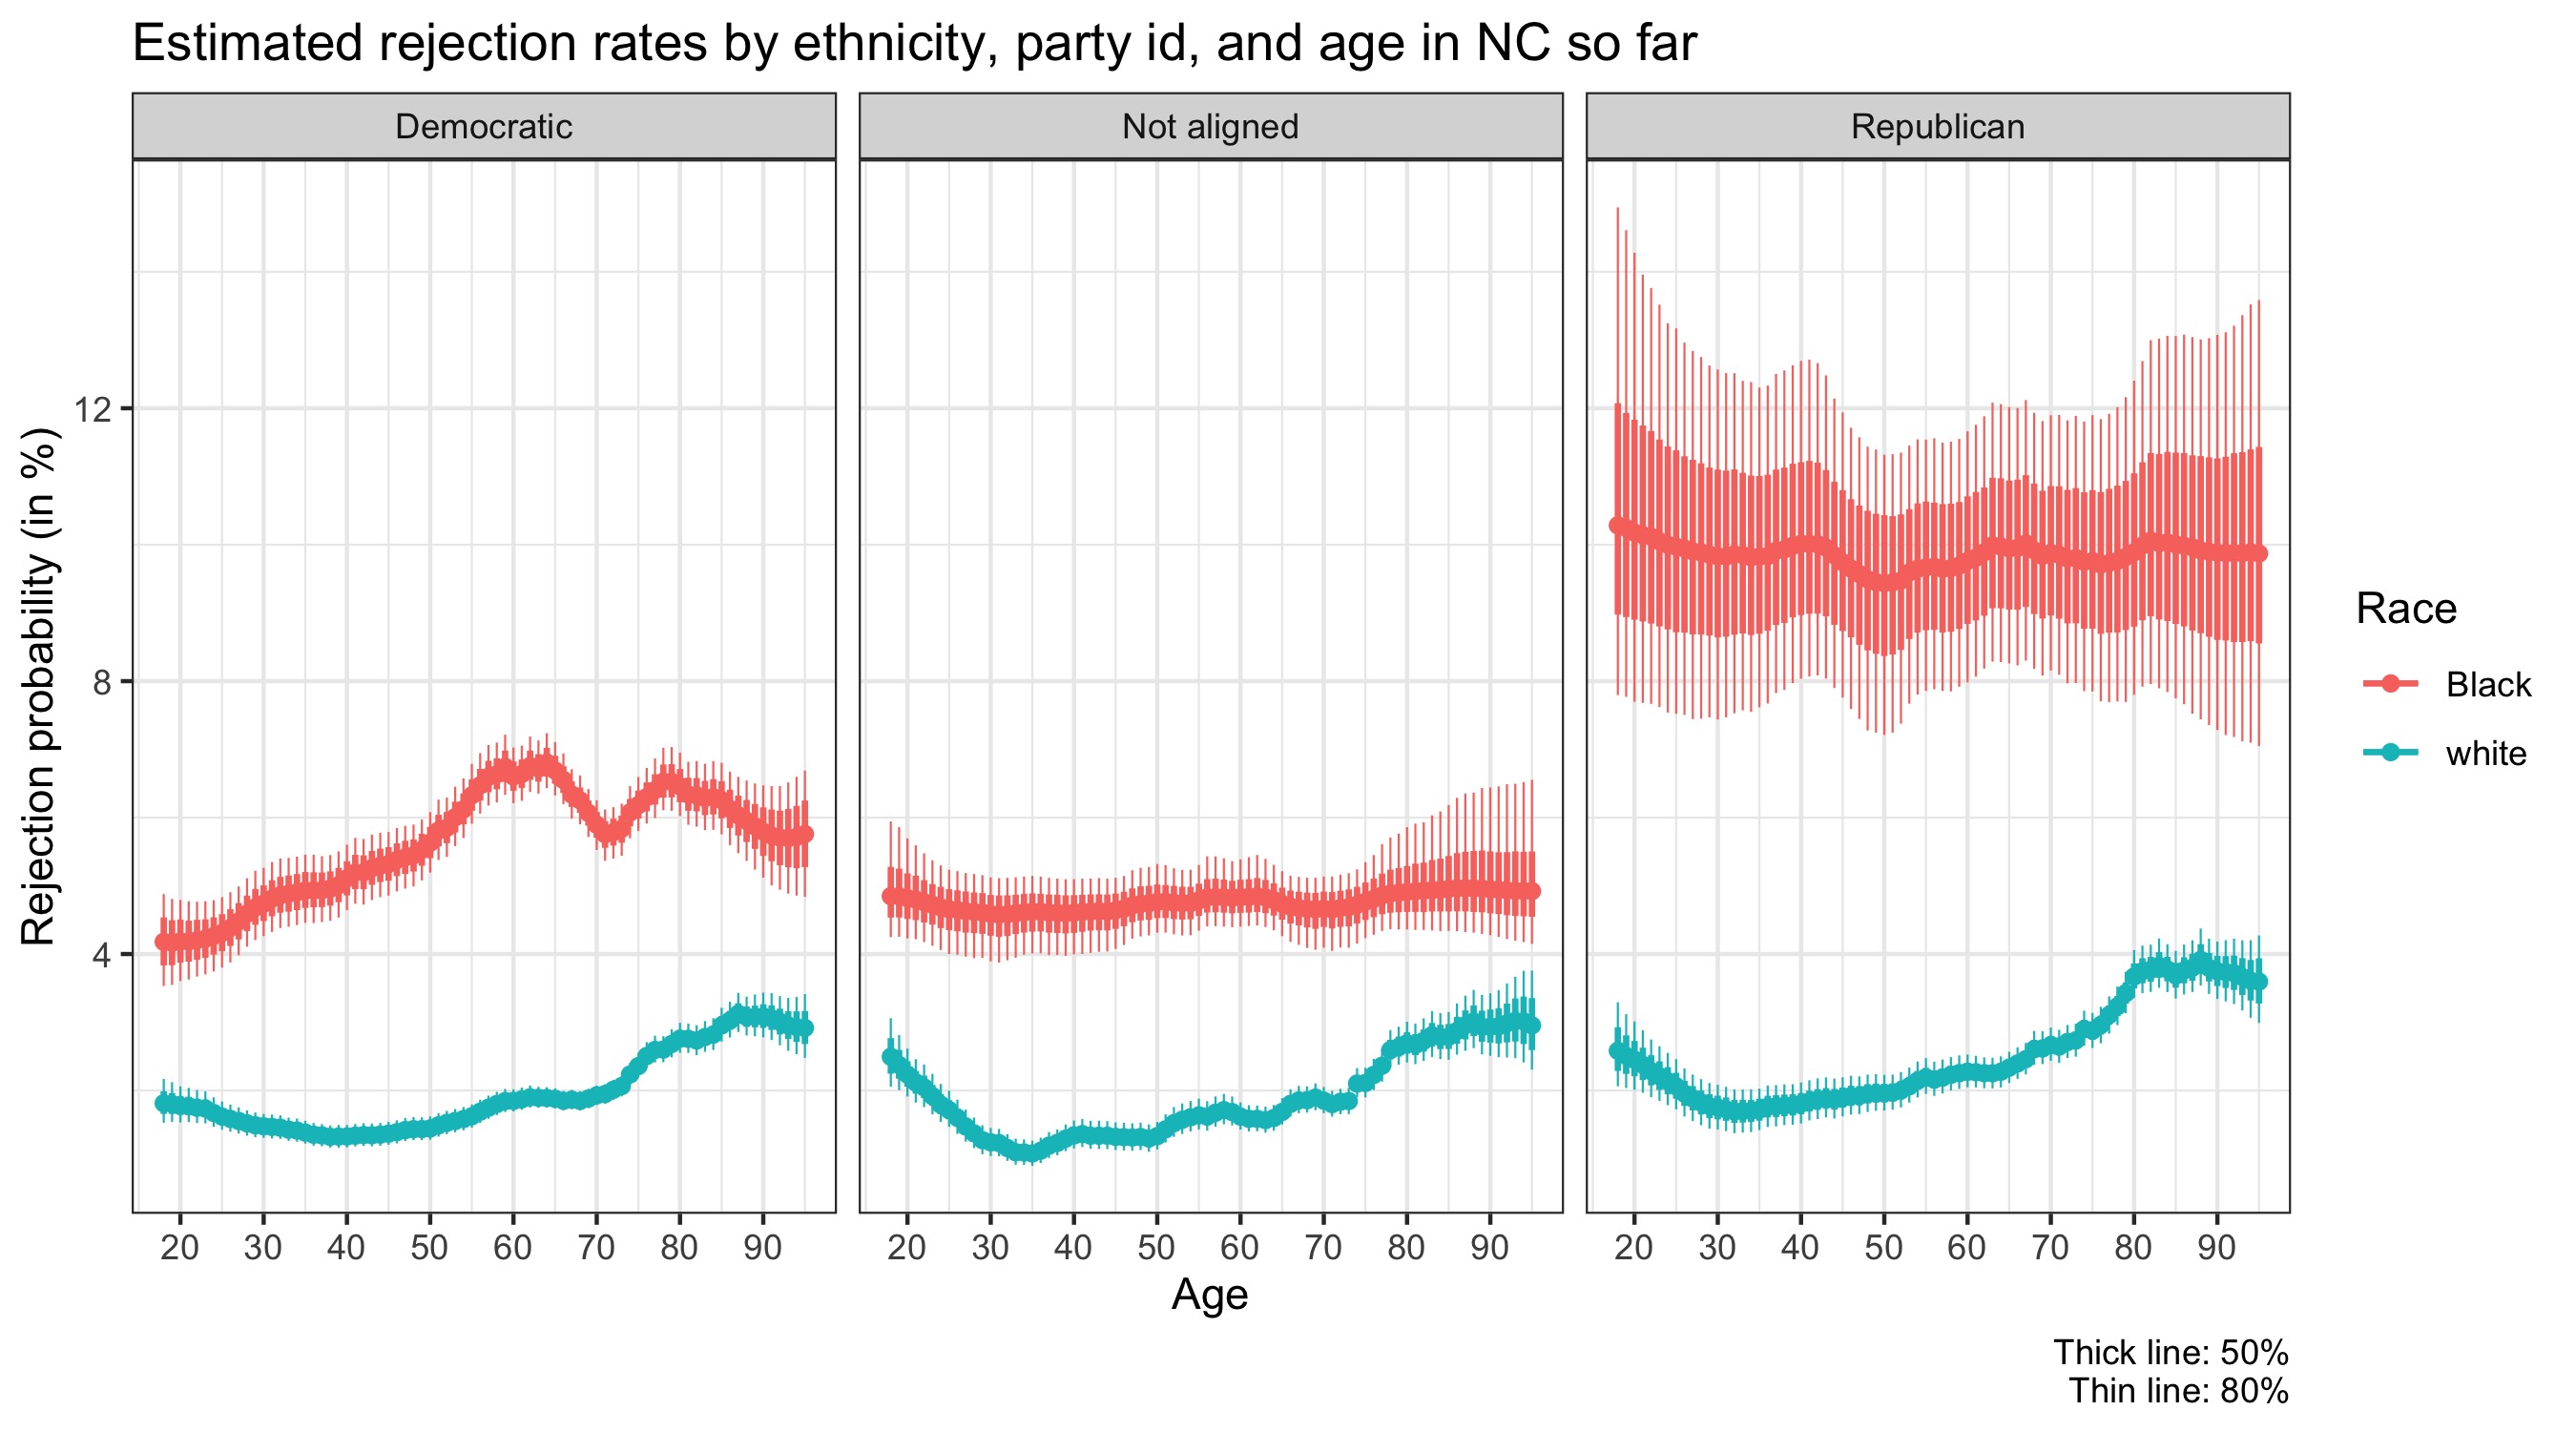 Estimated rejection rates by ethnicity, party id, and age in NC so far
Democratic
Not aligned
Republican
Rejection probability (in %)
12
8
4
20 30 40 50 60 70 80 90
20 30 40 50 60 70 80 90
20 30 40 50 60 70 80 90
Age
Race
Black
white
Thick line: 50%
Thin line: 80%